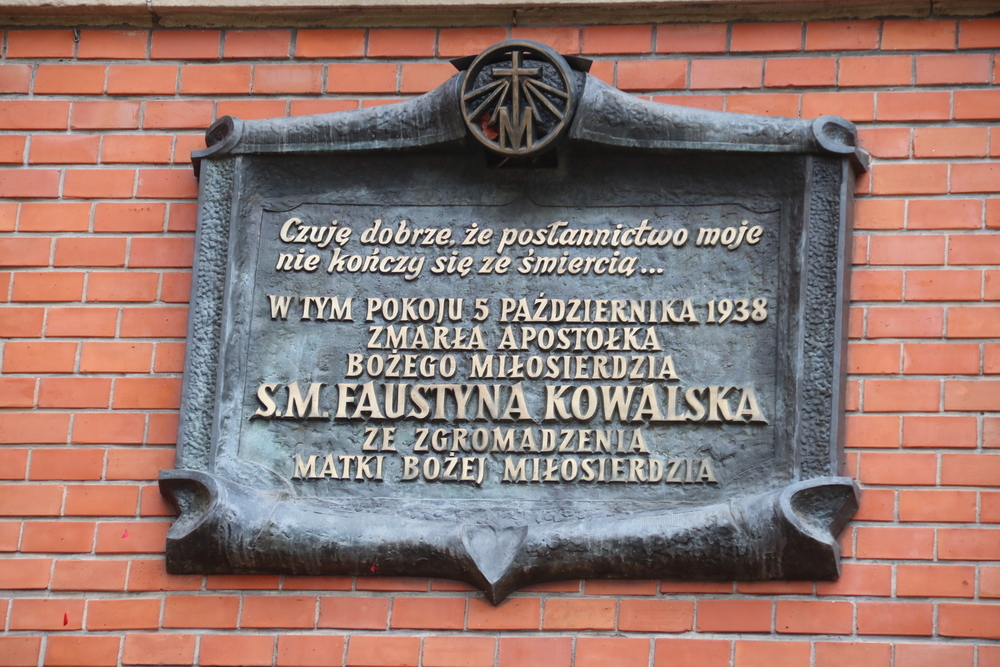 M
Czuję dobrze, że posłannictwo moje
nie kończy się ze śmiercią...
W TYM POKOJU 5 PAŹDZIERNIKA 1938
ZMARŁA APOSTOŁKA
BOŻEGO MIŁOSIERDZIA
S.M. FAUSTYNA KOWALSKA
ZE ZGROMADZENIA
MATKI BOŻEJ MIŁOSIERDZIA